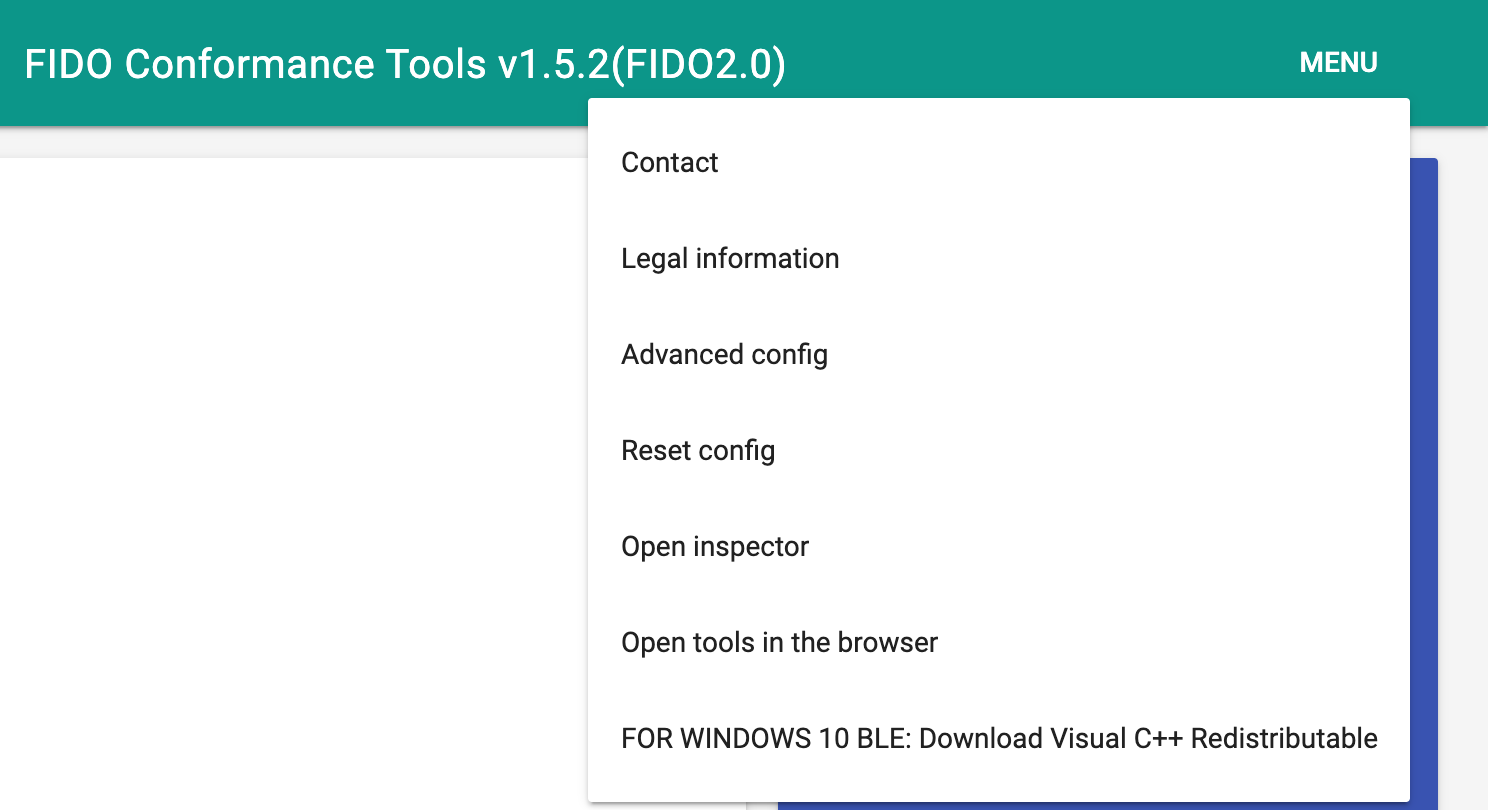 FIDO Conformance Tools v1.5.2(FIDO2.0)
MENU
Contact
Legal information
Advanced config
Reset config
Open inspector
Open tools in the browser
FOR WINDOWS 10 BLE: Download Visual C++ Redistributable